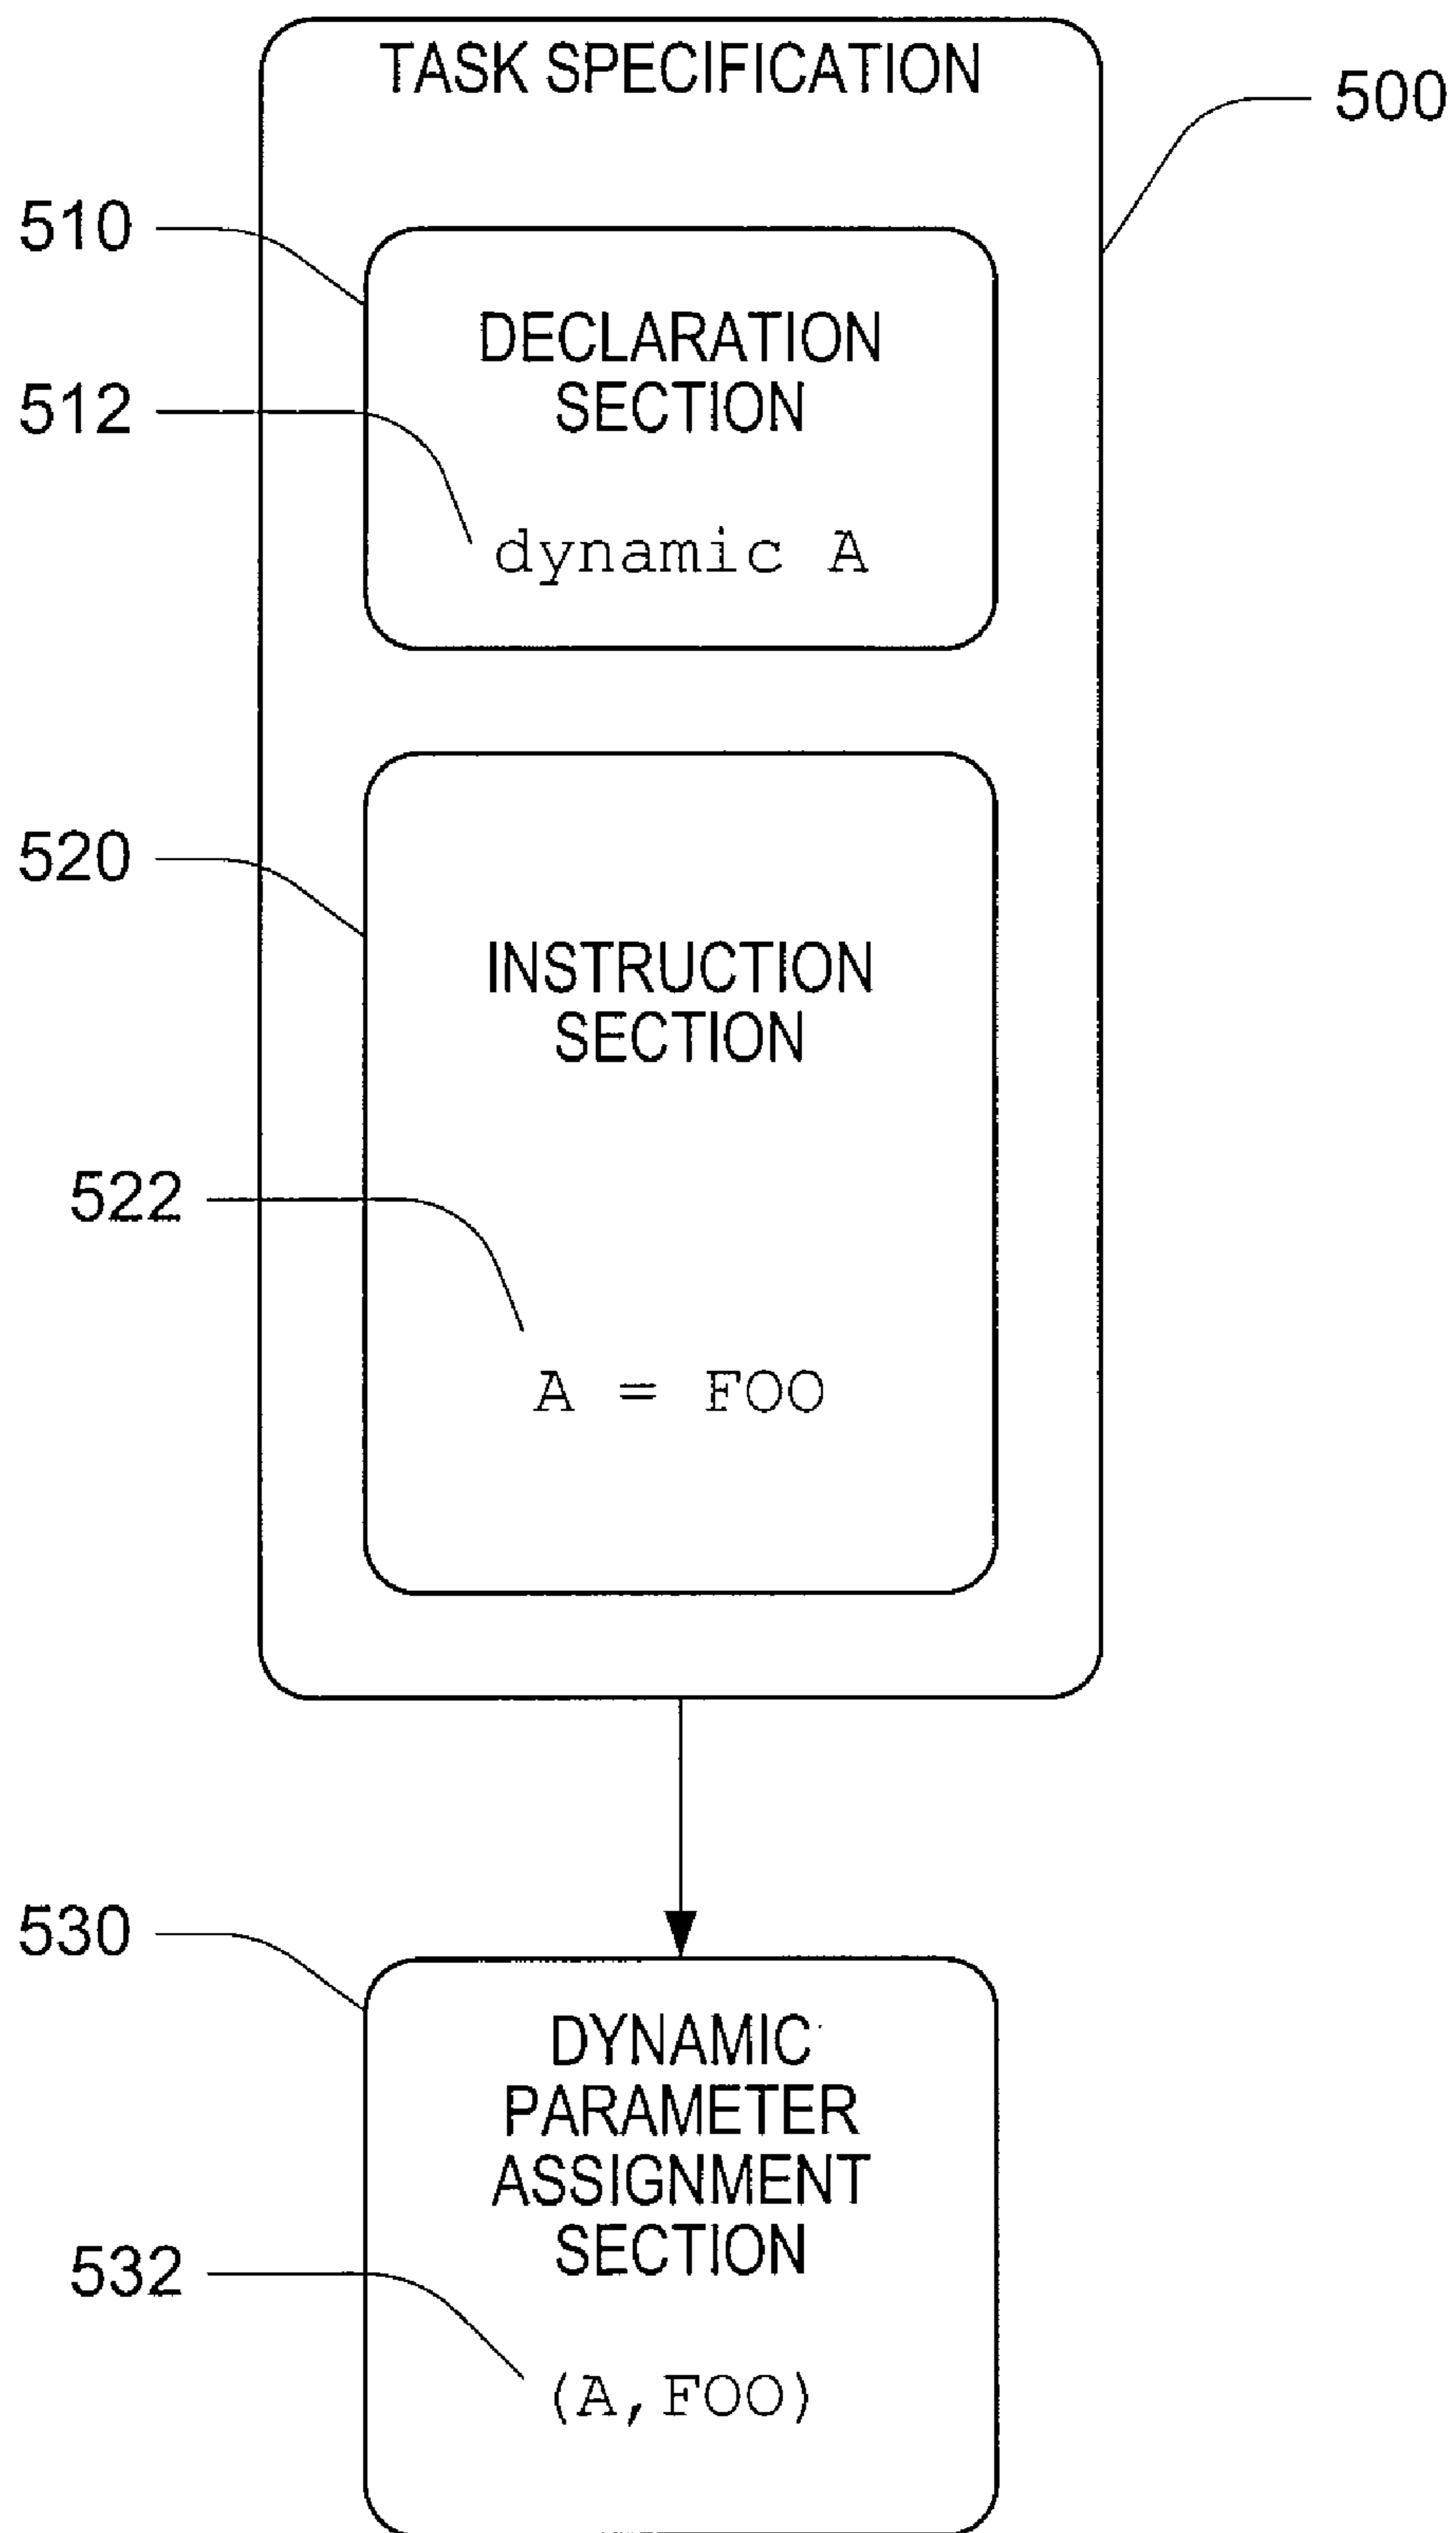 TASK SPECIFICATION
500
510
DECLARATION
SECTION
512
dynamic A
520
INSTRUCTION
SECTION
522
A = FOO
530
DYNAMIC
PARAMETER
ASSIGNMENT
SECTION
532
(A,FOO)